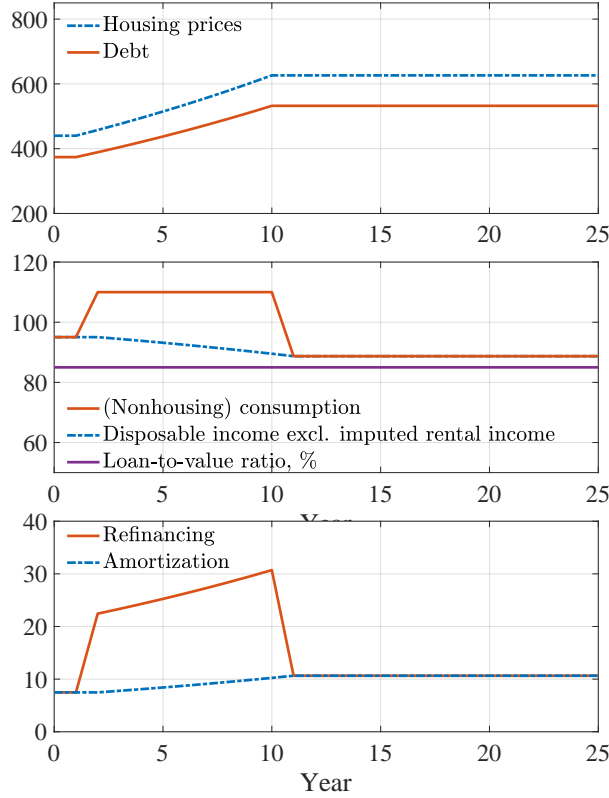 800
600
400
200
Housing prices
Debt
0 5 10 15 20 25
120
100
80
60
(Nonhousing) consumption
Disposable income excl. imputed rental income
Loan-to-value ratio, %
0 5 10 15 20 25
Year
40
30
20
10
0
Refinancing
Amortization
0 5 10 15 20 25
Year